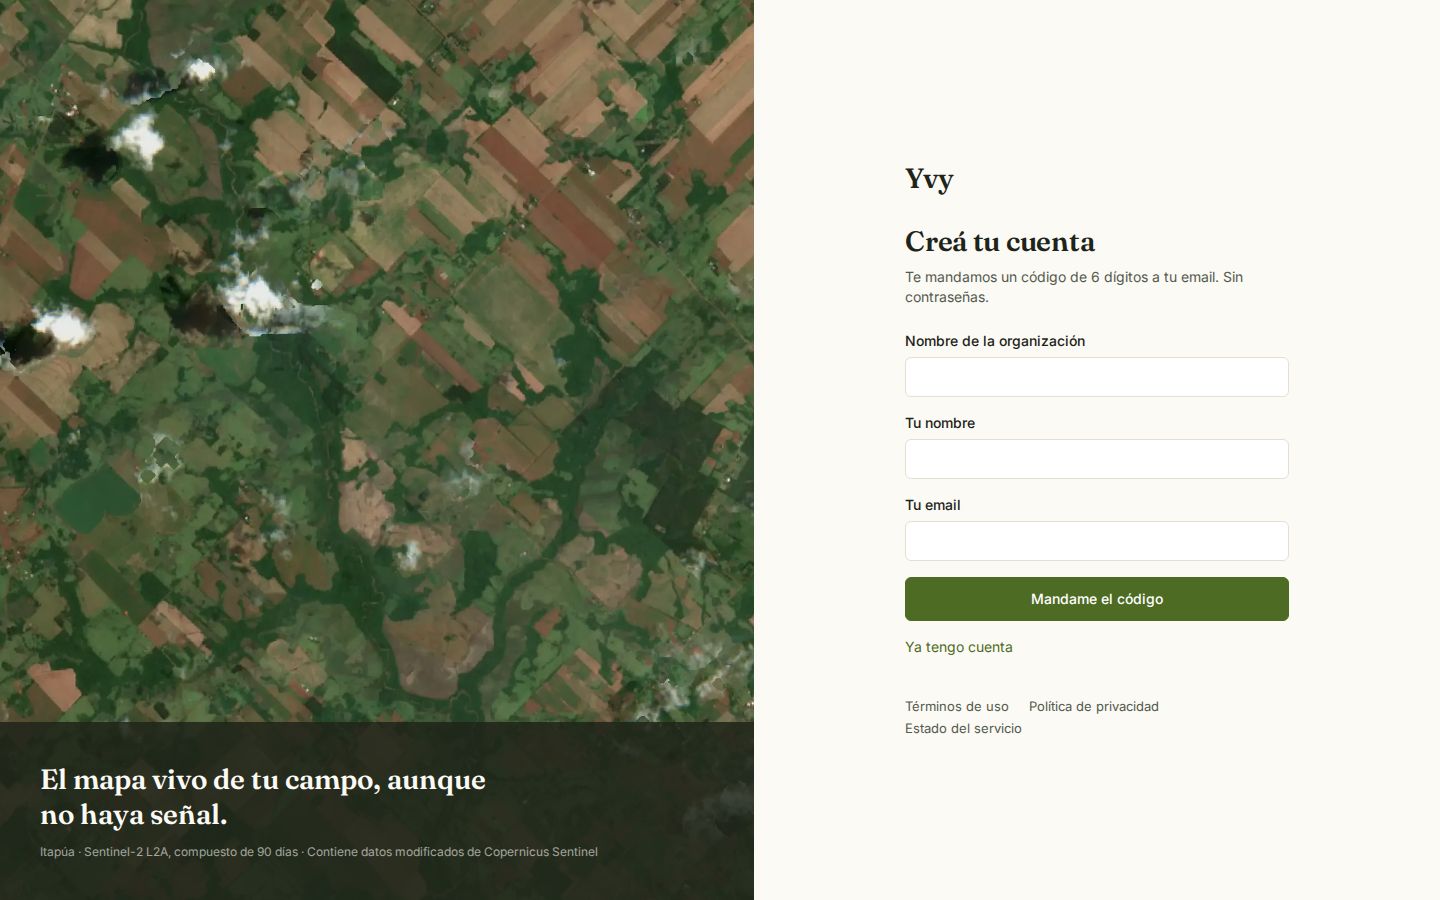 El mapa vivo de tu campo, aunque
no haya señal.
Itapúa · Sentinel-2 L2A, compuesto de 90 días · Contiene datos modificados de Copernicus Sentinel
Yvy
Creá tu cuenta
Te mandamos un código de 6 dígitos a tu email. Sin
contraseñas.
Nombre de la organización
Tu nombre
Tu email
Mandame el código
Ya tengo cuenta
Términos de uso Política de privacidad
Estado del servicio